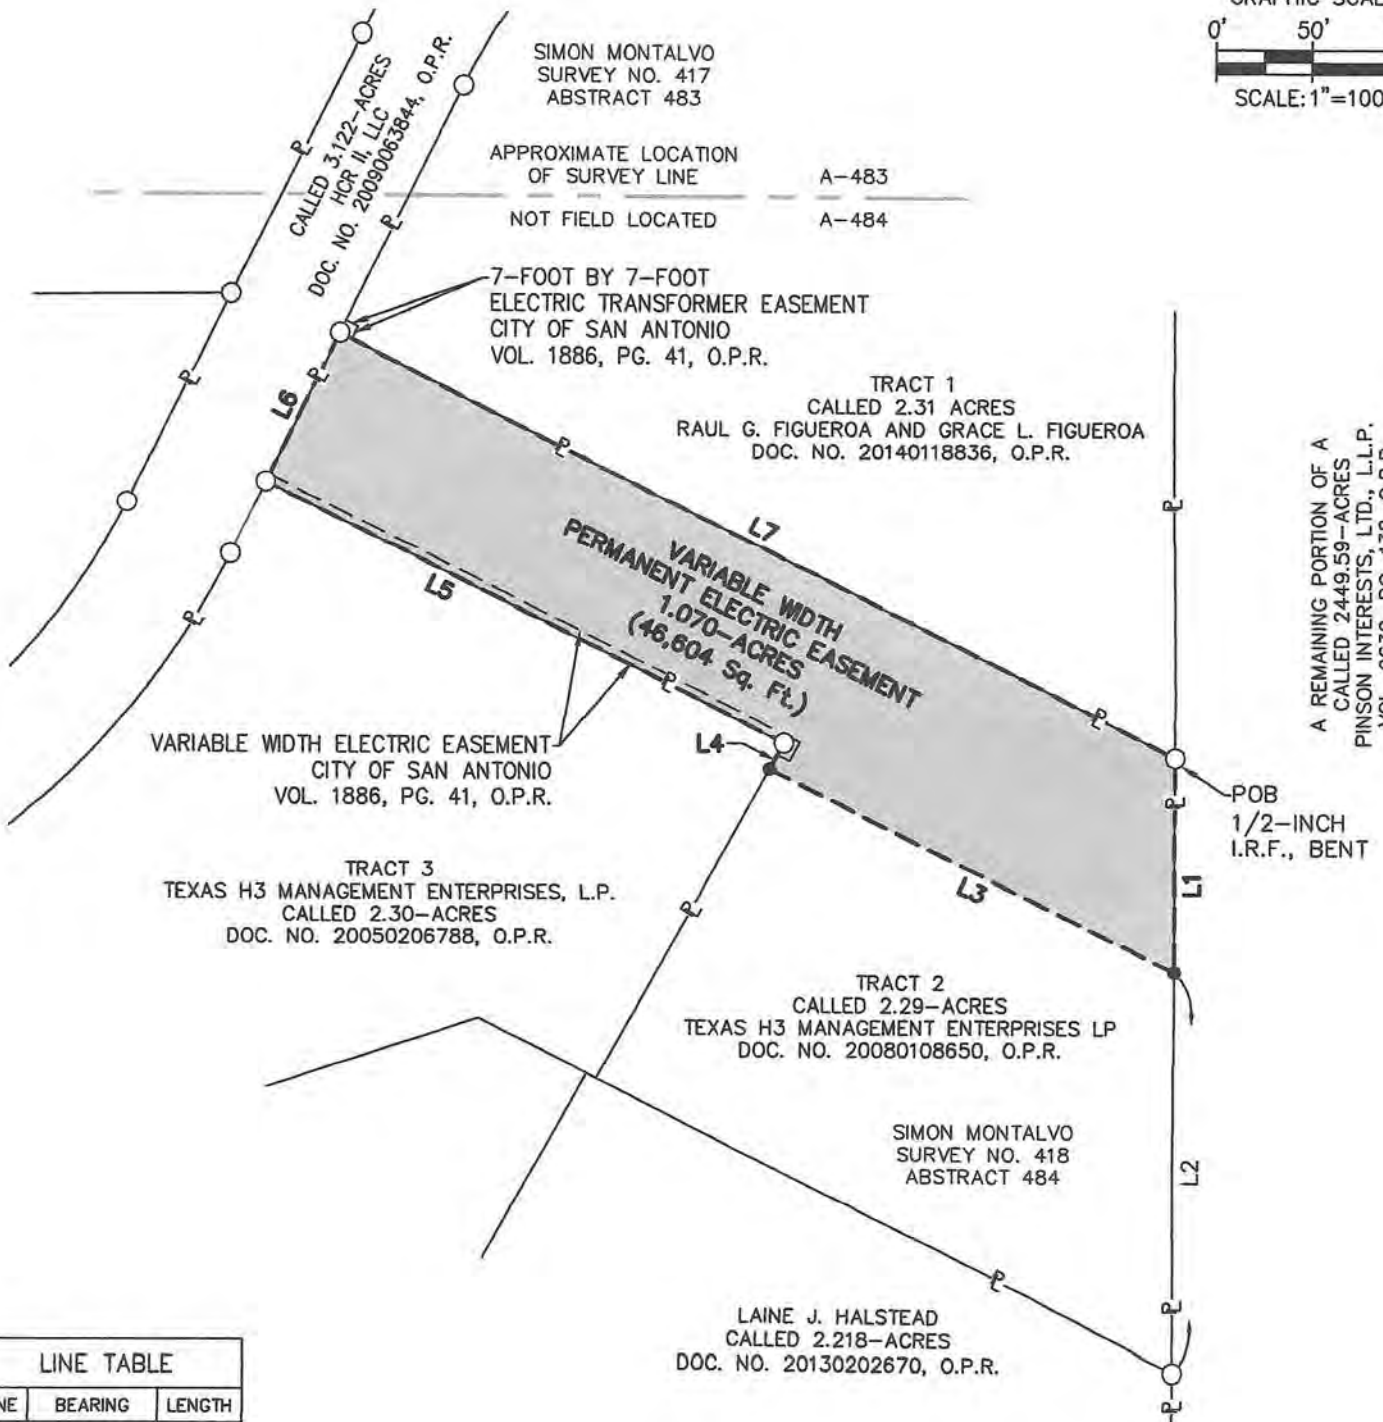 GRAPHIC SCALE
0' 50'
SCALE: 1"=100
SIMON MONTALVO
SURVEY NO. 417
ABSTRACT 483
CALLED 3.122-ACRES
HCR II, LLC
DOC. NO. 20090063844, O.P.R.
APPROXIMATE LOCATION
OF SURVEY LINE
A-483
NOT FIELD LOCATED
A-484
7-FOOT BY 7-FOOT
ELECTRIC TRANSFORMER EASEMENT
CITY OF SAN ANTONIO
VOL. 1886, PG. 41, O.P.R.
TRACT 1
CALLED 2.31 ACRES
RAUL G. FIGUEROA AND GRACE L. FIGUEROA
DOC. NO. 20140118836, O.P.R.
A REMAINING PORTION OF A
CALLED 2449.59-ACRES
PINSON INTERESTS, LTD., L.L.P.
L6
L7
VARIABLE WIDTH
PERMANENT ELECTRIC EASEMENT
1.070-ACRES
(46,604 Sq. Ft.)
L5
L4
VARIABLE WIDTH ELECTRIC EASEMENT
CITY OF SAN ANTONIO
VOL. 1886, PG. 41, O.P.R.
POB
1/2-INCH
I.R.F., BENT
L1
L3
TRACT 3
TEXAS H3 MANAGEMENT ENTERPRISES, L.P.
CALLED 2.30-ACRES
DOC. NO. 20050206788, O.P.R.
TRACT 2
CALLED 2.29-ACRES
TEXAS H3 MANAGEMENT ENTERPRISES LP
DOC. NO. 20080108650, O.P.R.
SIMON MONTALVO
SURVEY NO. 418
ABSTRACT 484
L2
LAINE J. HALSTEAD
CALLED 2.218-ACRES
DOC. NO. 20130202670, O.P.R.
LINE TABLE
NE BEARING LENGTH